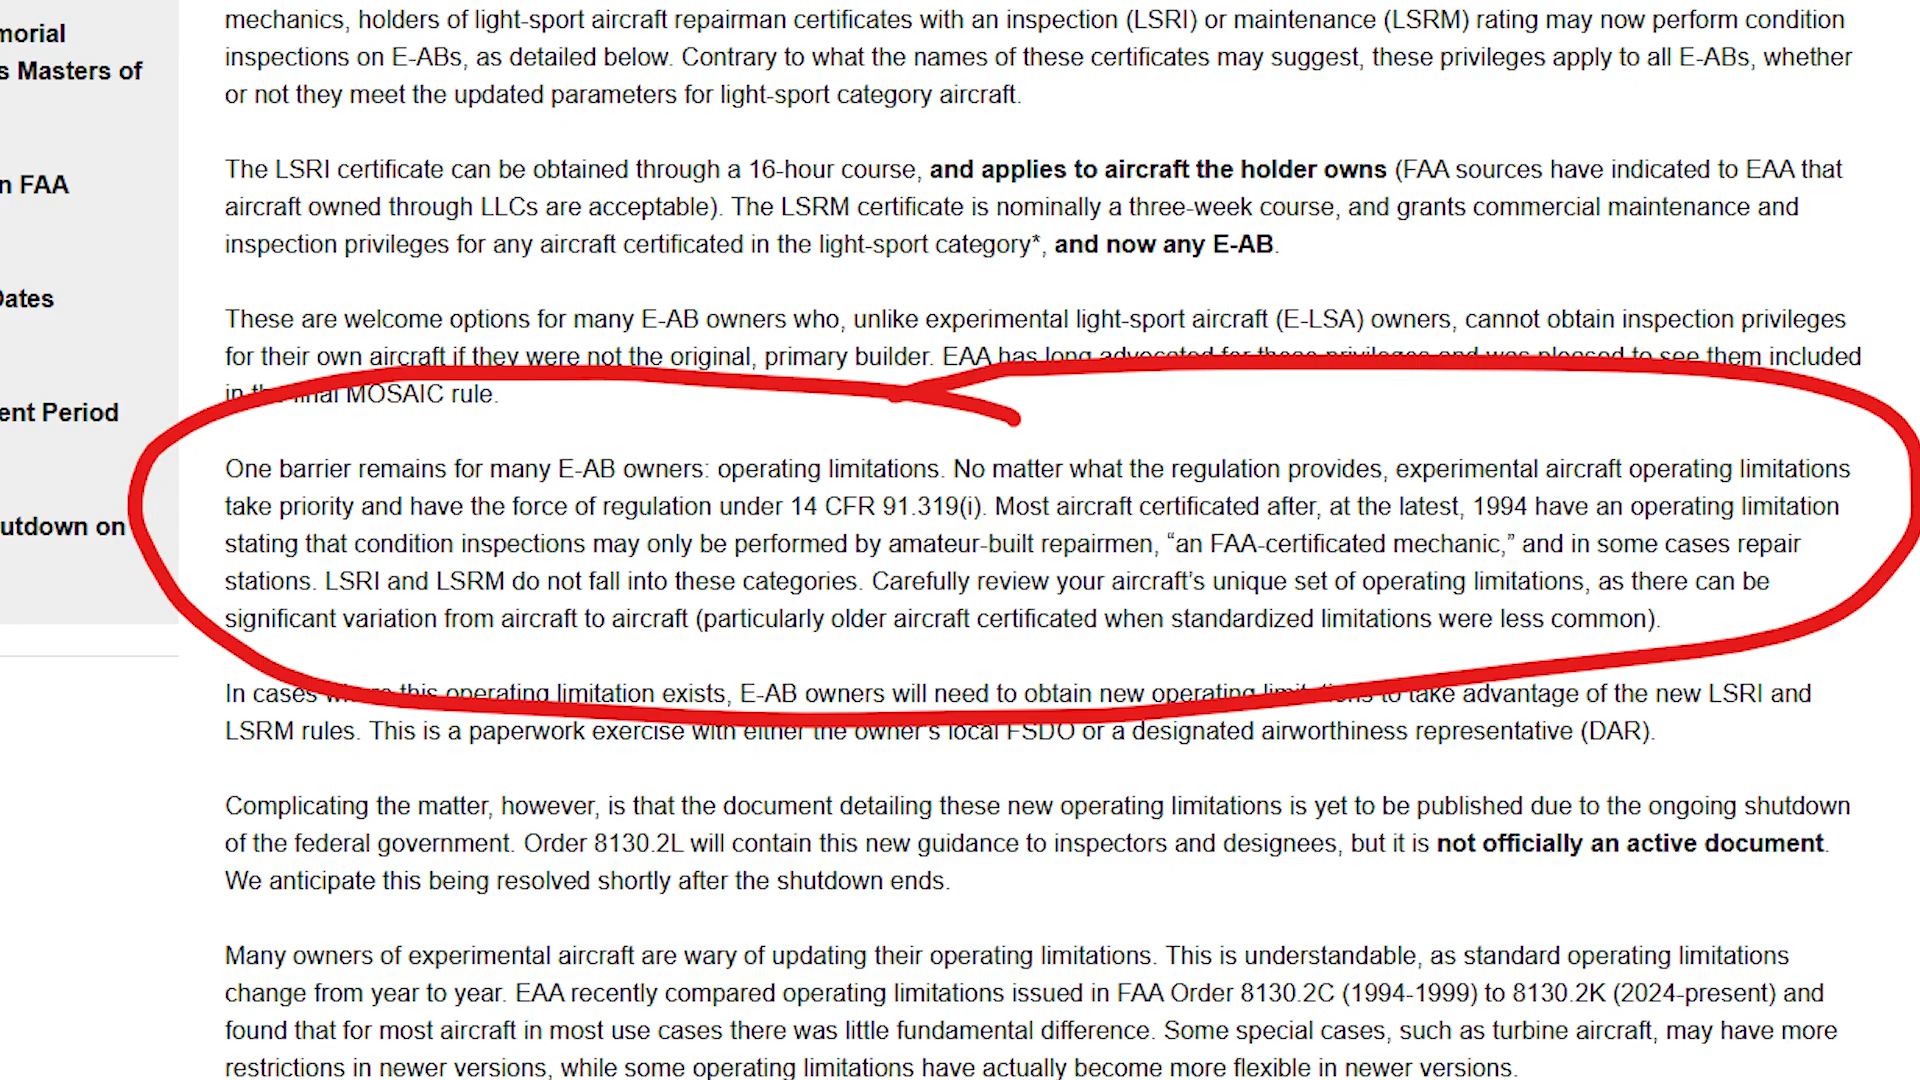 morial
s Masters of
n FAA
Dates
ent Period
utdown on
mechanics, holders of light-sport aircraft repairman certificates with an inspection (LSRI) or maintenance (LSRM) rating may now perform condition
inspections on E-ABs, as detailed below. Contrary to what the names of these certificates may suggest, these privileges apply to all E-ABs, whether
or not they meet the updated parameters for light-sport category aircraft.
The LSRI certificate can be obtained through a 16-hour course, and applies to aircraft the holder owns (FAA sources have indicated to EAA that
aircraft owned through LLCs are acceptable). The LSRM certificate is nominally a three-week course, and grants commercial maintenance and
inspection privileges for any aircraft certificated in the light-sport category*, and now any E-AB.
These are welcome options for many E-AB owners who, unlike experimental light-sport aircraft (E-LSA) owners, cannot obtain inspection privileges
for their own aircraft if they were not the original, primary builder. EAA has long advocated for these privileges and was pleased to see them included
in the final MOSAIC rule.
One barrier remains for many E-AB owners: operating limitations. No matter what the regulation provides, experimental aircraft operating limitations
take priority and have the force of regulation under 14 CFR 91.319(i). Most aircraft certificated after, at the latest, 1994 have an operating limitation
stating that condition inspections may only be performed by amateur-built repairmen, “an FAA-certificated mechanic,” and in some cases repair
stations. LSRI and LSRM do not fall into these categories. Carefully review your aircraft’s unique set of operating limitations, as there can be
significant variation from aircraft to aircraft (particularly older aircraft certificated when standardized limitations were less common).
In cases where this operating limitation exists, E-AB owners will need to obtain new operating limitations to take advantage of the new LSRI and
LSRM rules. This is a paperwork exercise with either the owner’s local FSDO or a designated airworthiness representative (DAR).
Complicating the matter, however, is that the document detailing these new operating limitations is yet to be published due to the ongoing shutdown
of the federal government. Order 8130.2L will contain this new guidance to inspectors and designees, but it is not officially an active document.
We anticipate this being resolved shortly after the shutdown ends.
Many owners of experimental aircraft are wary of updating their operating limitations. This is understandable, as standard operating limitations
change from year to year. EAA recently compared operating limitations issued in FAA Order 8130.2C (1994-1999) to 8130.2K (2024-present) and
found that for most aircraft in most use cases there was little fundamental difference. Some special cases, such as turbine aircraft, may have more
restrictions in newer versions, while some operating limitations have actually become more flexible in newer versions.